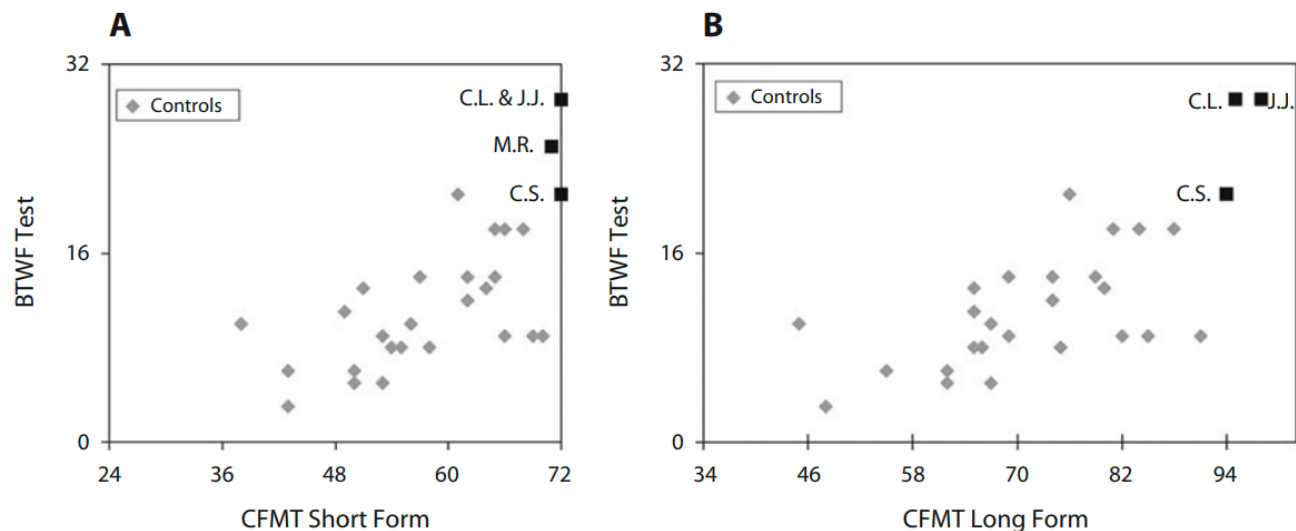 A
32
Controls
C.L. & J.J.
M.R.
C.S.
16
0
BTWF Test
24 36 48 60 72
CFMT Short Form
B
32
Controls
C.L. J.J.
C.S.
16
0
BTWF Test
34 46 58 70 82 94
CFMT Long Form